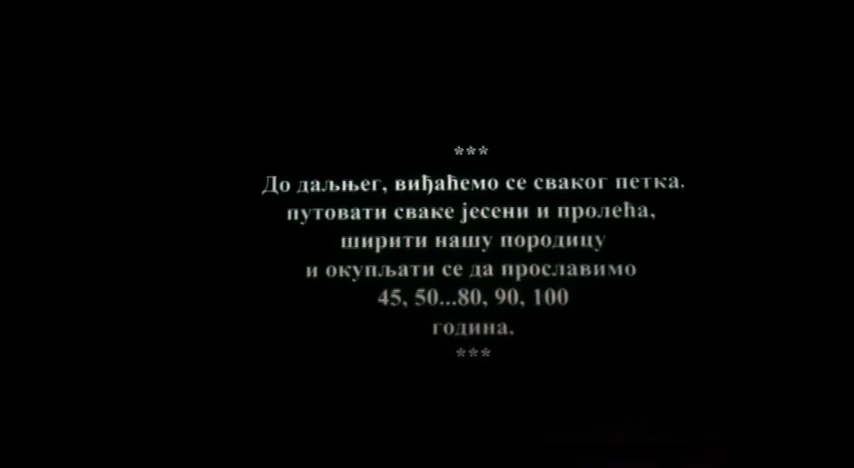 ***
До даљњег, виђаћемо се сваког петка.
путовати сваке јесени и пролећа,
ширити нашу породицу
и окупљати се да прославимо
45, 50...80, 90, 100
година.
***